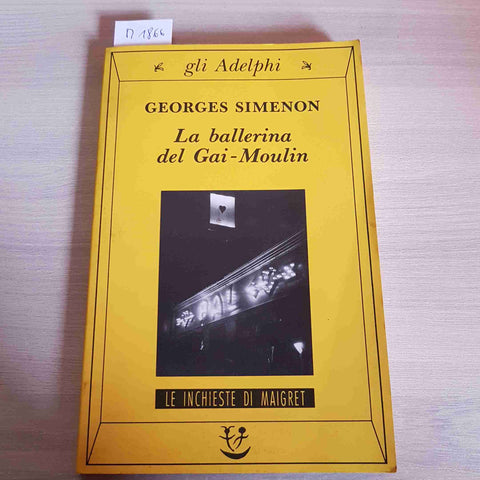 n 1866
gli Adelphi
GEORGES SIMENON
La ballerina
del Gai-Moulin
LE INCHIESTE DI MAIGRET